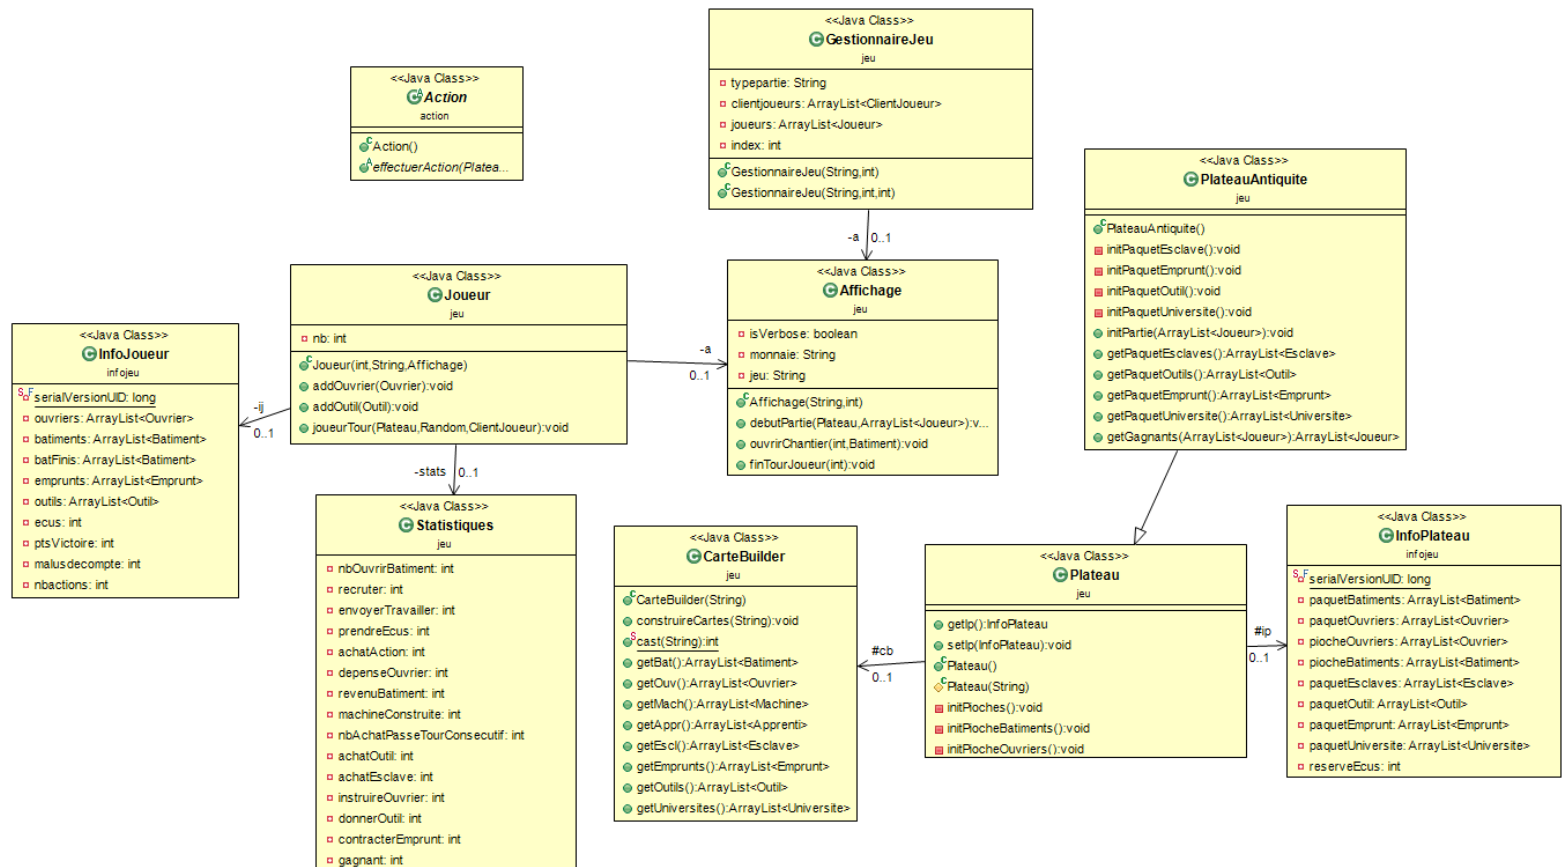 <<Java Class>>
GestionnaireJeu
jeu
typepartie: String
clientjoueurs: ArrayList<ClientJoueur>
joueurs: ArrayList<Joueur>
index: int
GestionnaireJeu(String,int)
GestionnaireJeu(String,int,int)
-a 0..1
<<Java Class>>
Action
action
Action()
effectuerAction(Platea...
<<Java Class>>
PlateauAntiquite
jeu
PlateauAntiquite()
initPaquetEsclave():void
initPaquetEmprunt():void
initPaquetOutil():void
initPaquetUniversite():void
initPartie(ArrayList<Joueur>):void
getPaquetEsclaves():ArrayList<Esclave>
getPaquetOutils():ArrayList<Outil>
getPaquetEmprunt():ArrayList<Emprunt>
getPaquetUniversite():ArrayList<Universite>
getGagnants(ArrayList<Joueur>):ArrayList<Joueur>
<<Java Class>>
Joueur
jeu
nb: int
Joueur(int,String,Affichage)
addOuvrier(Ouvrier):void
addOutil(Outil):void
joueurTour(Plateau,Random,ClientJoueur):void
-a
0..1
<<Java Class>>
Affichage
jeu
isVerbose: boolean
monnaie: String
jeu: String
Affichage(String,int)
debutPartie(Plateau,ArrayList<Joueur>):v...
ouvrirChantier(int,Batiment):void
finTourJoueur(int):void
<<Java Class>>
InfoJoueur
infojeu
serialVersionUID: long
ouvriers: ArrayList<Ouvrier>
batiments: ArrayList<Batiment>
batFinis: ArrayList<Batiment>
emprunts: ArrayList<Emprunt>
outils: ArrayList<Outil>
ecus: int
ptsVictoire: int
malusdecompte: int
nbactions: int
-ij
0..1
-stats 0..1
<<Java Class>>
Statistiques
jeu
nbOuvrirBatiment: int
recruter: int
envoyerTravailler: int
prendreEcus: int
achatAction: int
depenseOuvrier: int
revenuBatiment: int
machineConstruite: int
nbAchatPasseTourConsecutif: int
achatOutil: int
achatEsclave: int
instruireOuvrier: int
donnerOutil: int
contracterEmprunt: int
gagnant: int
<<Java Class>>
CarteBuilder
jeu
CarteBuilder(String)
construireCartes(String):void
cast(String):int
getBat():ArrayList<Batiment>
getOuv():ArrayList<Ouvrier>
getMach():ArrayList<Machine>
getAppr():ArrayList<Apprenti>
getEscl():ArrayList<Esclave>
getEmprunts():ArrayList<Emprunt>
getOutils():ArrayList<Outil>
getUniversites():ArrayList<Universite>
#cb
0..1
<<Java Class>>
Plateau
jeu
getIp():InfoPlateau
setIp(InfoPlateau):void
Plateau()
Plateau(String)
initPioches():void
initPiocheBatiments():void
initPiocheOuvriers():void
#ip
0..1
<<Java Class>>
InfoPlateau
infojeu
serialVersionUID: long
paquetBatiments: ArrayList<Batiment>
paquetOuvriers: ArrayList<Ouvrier>
piocheOuvriers: ArrayList<Ouvrier>
piocheBatiments: ArrayList<Batiment>
paquetEsclaves: ArrayList<Esclave>
paquetOutil: ArrayList<Outil>
paquetEmprunt: ArrayList<Emprunt>
paquetUniversite: ArrayList<Universite>
reserveEcus: int